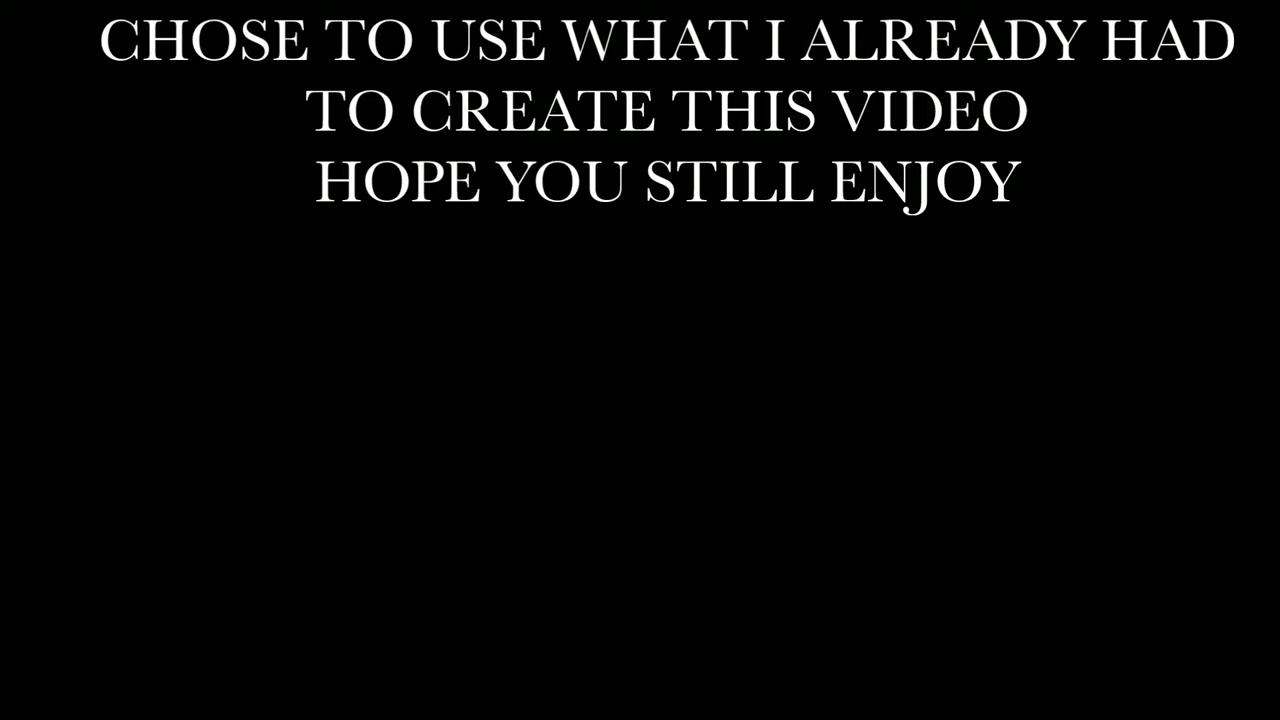 CHOSE TO USE WHAT I ALREADY HAD
TO CREATE THIS VIDEO
HOPE YOU STILL ENJOY